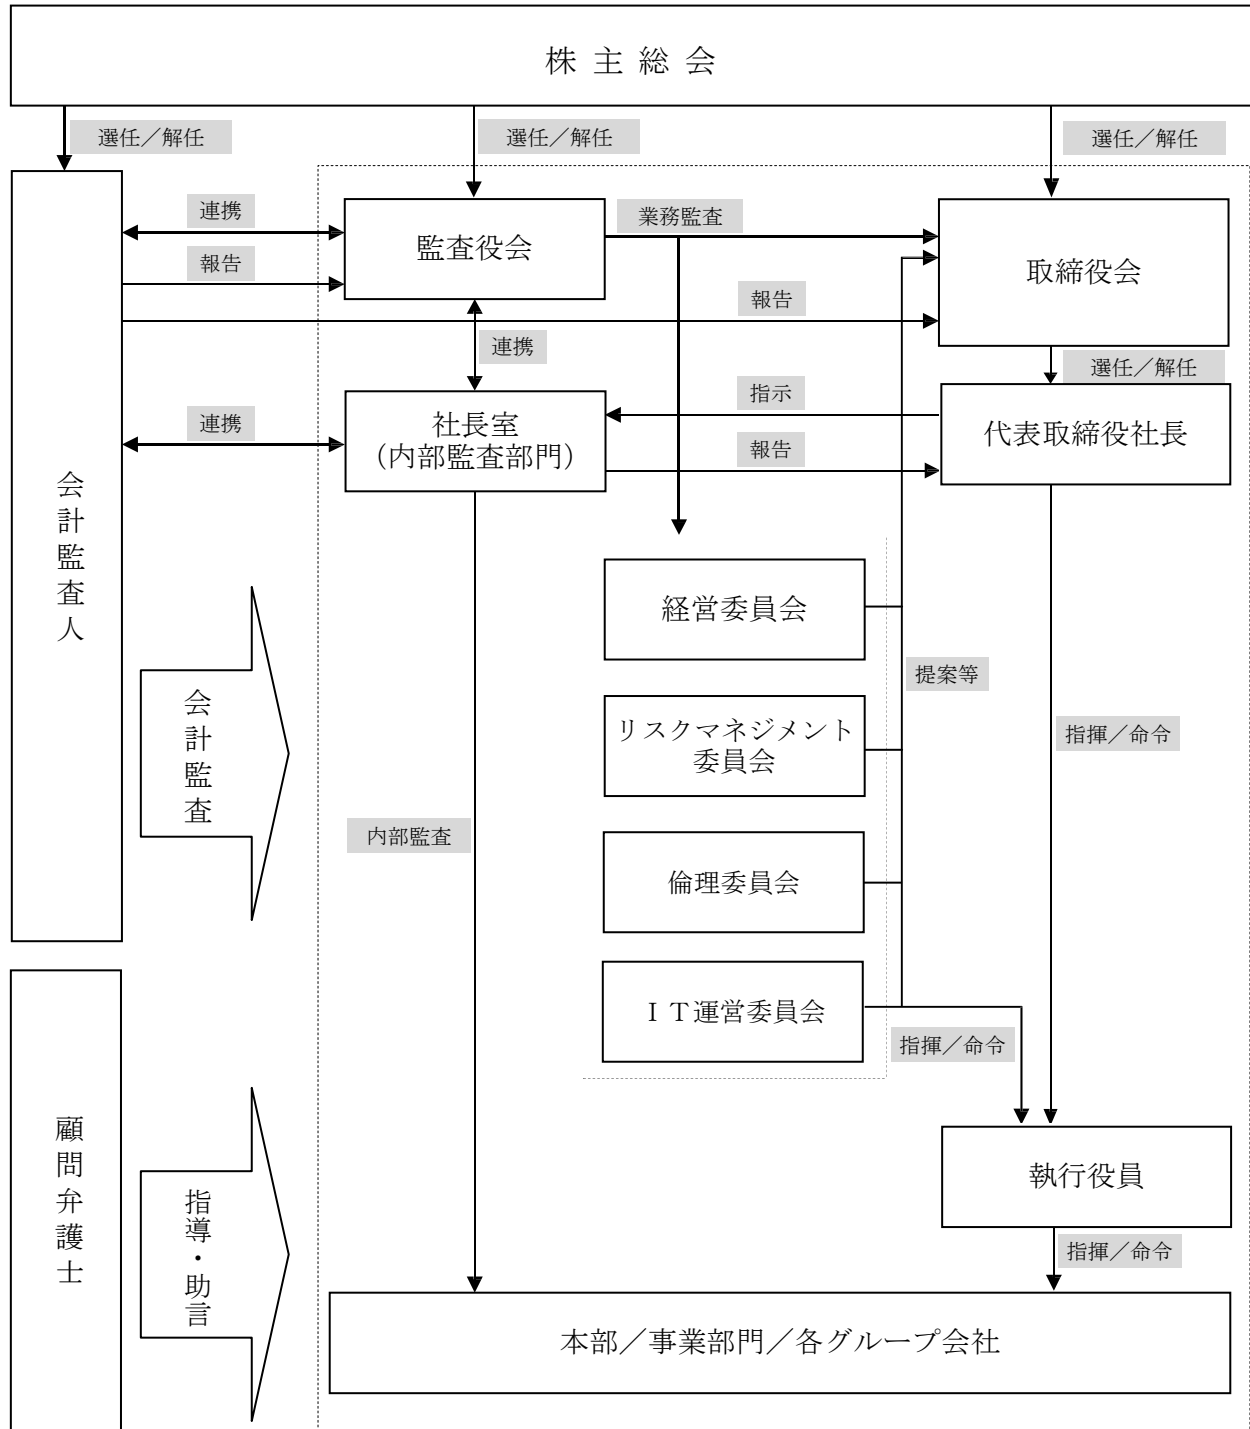 株主総会
選任／解任
選任／解任
選任／解任
連携
業務監査
監査役会
取締役会
報告
報告
連携
選任／解任
指示
連携
社長室
（内部監査部門）
代表取締役社長
報告
会計監査人
経営委員会
提案等
会計監査
リスクマネジメント
委員会
指揮／命令
内部監査
倫理委員会
ＩＴ運営委員会
指揮／命令
顧問弁護士
指導・助言
執行役員
指揮／命令
本部／事業部門／各グループ会社